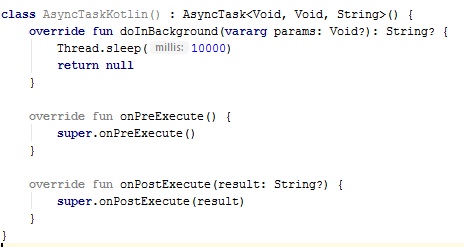 class AsyncTaskKotlin() : AsyncTask<Void, Void, String>() {
    override fun doInBackground(vararg params: Void?): String? {
        Thread.sleep( millis: 10000)
        return null
    }

    override fun onPreExecute() {
        super.onPreExecute()
    }

    override fun onPostExecute(result: String?) {
        super.onPostExecute(result)
    }
}